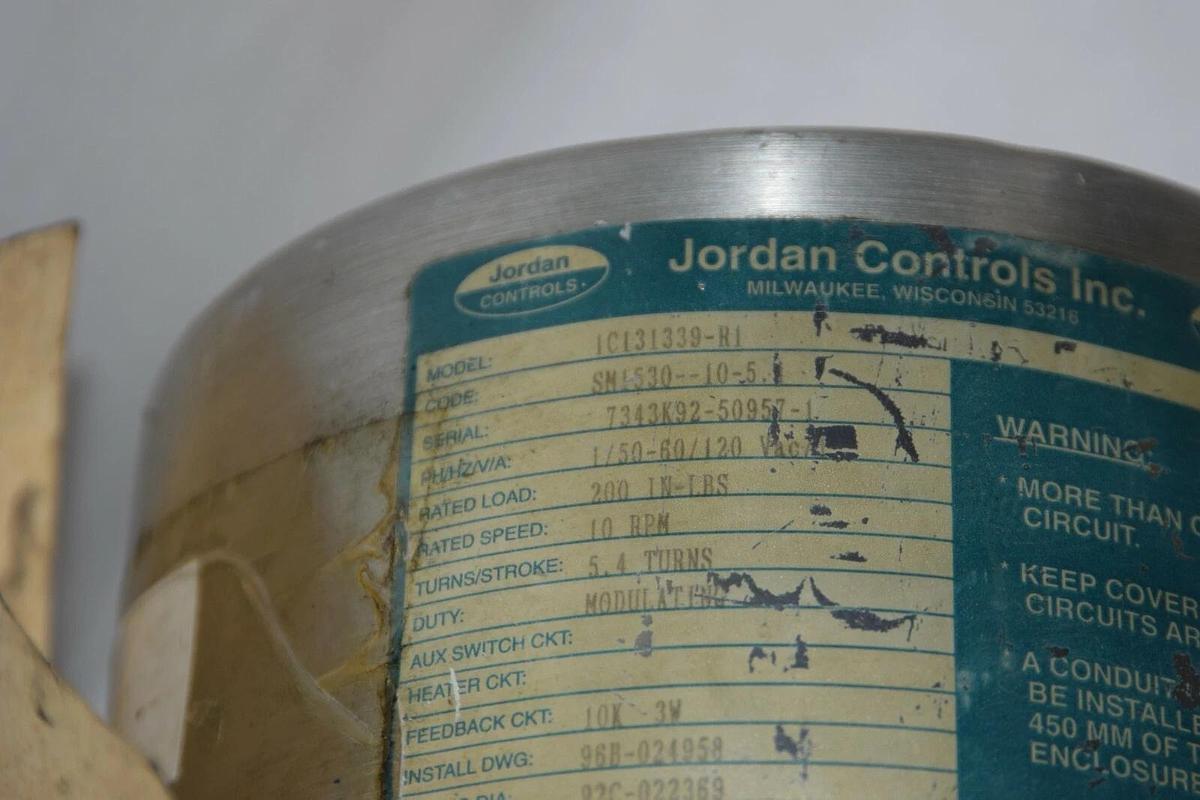 Jordan
CONTROLS
Jordan Controls Inc.
MILWAUKEE, WISCONSIN 53216
MODEL: IC131339-R1
CODE: SM1530--10-5.
SERIAL: 7343K92-50957-1
PH/HZ/V/A: 1/50-60/120 VAC/
RATED LOAD: 200 IN-LBS
RATED SPEED: 10 RPM
TURNS/STROKE: 5.4 TURNS
DUTY: MODULATING
AUX SWITCH CKT:
HEATER CKT:
FEEDBACK CKT: 10K 3W
INSTALL DWG: 96B-024958
DIA: 92C-022369
WARNING:
* MORE THAN
CIRCUIT.
* KEEP COVER
CIRCUITS AR
* A CONDUIT
BE INSTALLE
450 MM OF T
ENCLOSURE